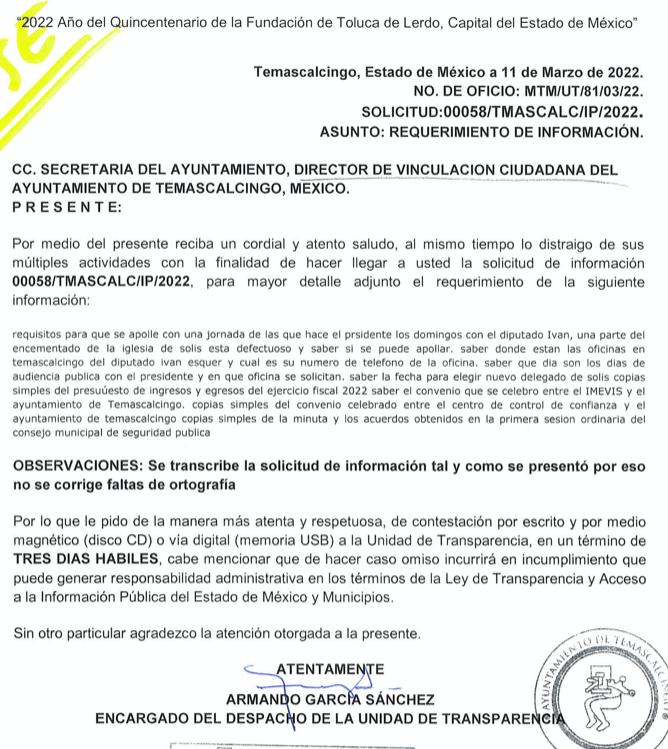 "2022 Año del Quincentenario de la Fundación de Toluca de Lerdo, Capital del Estado de México"
Temascalcingo, Estado de México a 11 de Marzo de 2022.
NO. DE OFICIO: MTM/UT/81/03/22.
SOLICITUD:00058/TMASCALC/IP/2022.
ASUNTO: REQUERIMIENTO DE INFORMACIÓN.
CC. SECRETARIA DEL AYUNTAMIENTO, DIRECTOR DE VINCULACION CIUDADANA DEL
AYUNTAMIENTO DE TEMASCALCINGO, MEXICO.
P R E S E N T E:
Por medio del presente reciba un cordial y atento saludo, al mismo tiempo lo distraigo de sus
múltiples actividades con la finalidad de hacer llegar a usted la solicitud de información
00058/TMASCALC/IP/2022, para mayor detalle adjunto el requerimiento de la siguiente
información:
requisitos para que se apolle con una jornada de las que hace el prsidente los domingos con el diputado Ivan, una parte del
encementado de la iglesia de solis esta defectuoso y saber si se puede apollar. saber donde estan las oficinas en
temascalcingo del diputado ivan esquer y cual es su numero de telefono de la oficina. saber que dia son los dias de
audiencia publica con el presidente y en que oficina se solicitan. saber la fecha para elegir nuevo delegado de solis copias
simples del presuúesto de ingresos y egresos del ejercicio fiscal 2022 saber el convenio que se celebro entre el IMEVIS y el
ayuntamiento de Temascalcingo. copias simples del convenio celebrado entre el centro de control de confianza y el
ayuntamiento de temascalcingo copias simples de la minuta y los acuerdos obtenidos en la primera sesion ordinaria del
consejo municipal de seguridad publica
OBSERVACIONES: Se transcribe la solicitud de información tal y como se presentó por eso
no se corrige faltas de ortografía
Por lo que le pido de la manera más atenta y respetuosa, de contestación por escrito y por medio
magnético (disco CD) o vía digital (memoria USB) a la Unidad de Transparencia, en un término de
TRES DIAS HABILES, cabe mencionar que de hacer caso omiso incurrirá en incumplimiento que
puede generar responsabilidad administrativa en los términos de la Ley de Transparencia y Acceso
a la Información Pública del Estado de México y Municipios.
Sin otro particular agradezco la atención otorgada a la presente.
ATENTAMENTE
ARMANDO GARCÍA SÁNCHEZ
ENCARGADO DEL DESPACHO DE LA UNIDAD DE TRANSPARENCIA
AYUNTAMIENTO DE TEMASCALCINGO